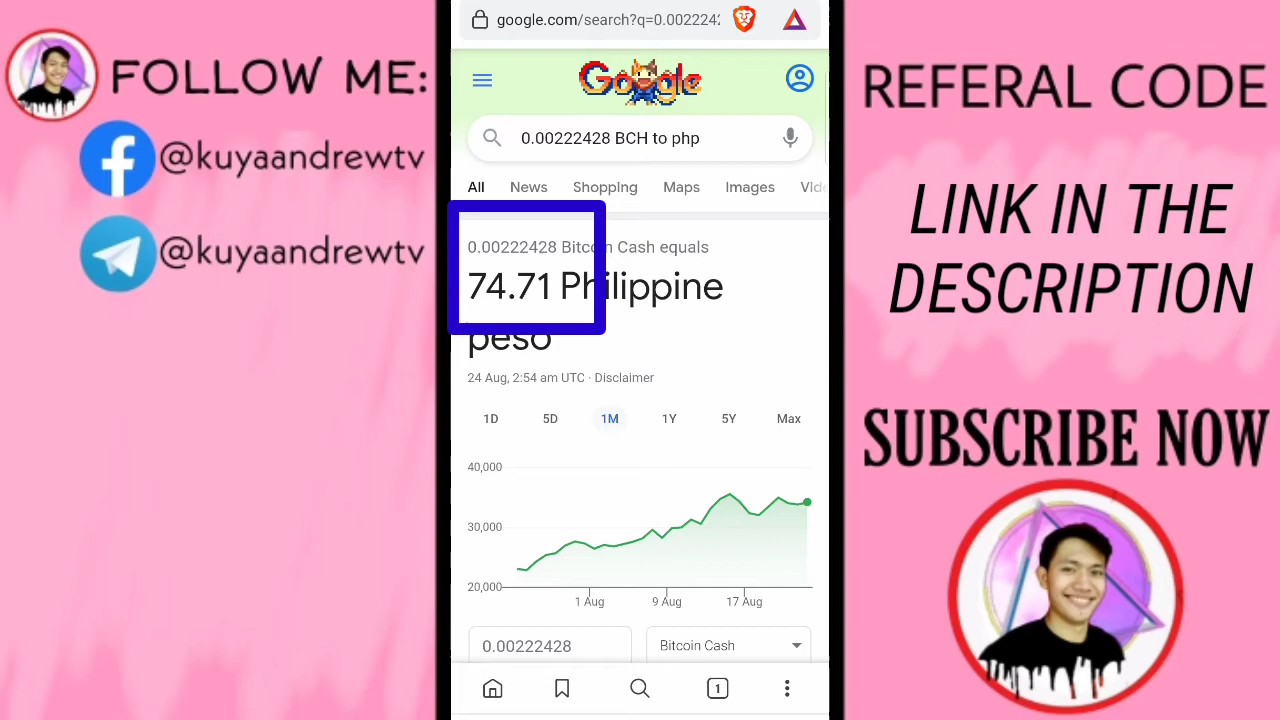 FOLLOW ME:
@kuyaandrewtv
@kuyaandrewtv
google.com/search?q=0.002224
Google
0.00222428 BCH to php
All News Shopping Maps Images Vide
0.00222428 Bitcoin Cash equals
74.71 Philippine
peso
24 Aug, 2:54 am UTC · Disclaimer
1D 5D 1M 1Y 5Y Max
40,000
30,000
20,000
1 Aug 9 Aug 17 Aug
0.00222428 Bitcoin Cash
1
REFERAL CODE
LINK IN THE
DESCRIPTION
SUBSCRIBE NOW